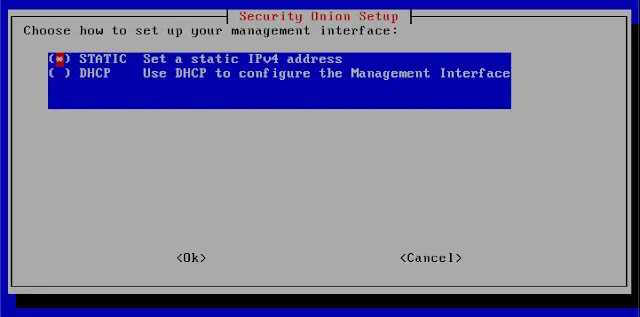 Security Onion Setup
Choose how to set up your management interface:
(*) STATIC  Set a static IPv4 address
( ) DHCP    Use DHCP to configure the Management Interface
<Ok>    <Cancel>